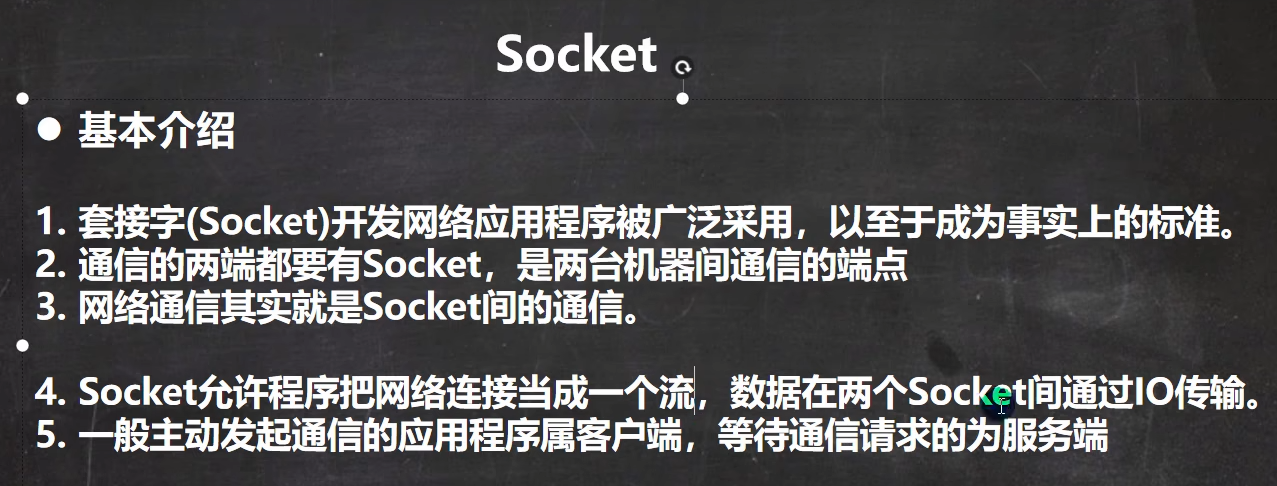 Socket
● 基本介绍
1. 套接字(Socket)开发网络应用程序被广泛采用，以至于成为事实上的标准。
2. 通信的两端都要有Socket，是两台机器间通信的端点
3. 网络通信其实就是Socket间的通信。
4. Socket允许程序把网络连接当成一个流，数据在两个Socket间通过IO传输。
5. 一般主动发起通信的应用程序属客户端，等待通信请求的为服务端